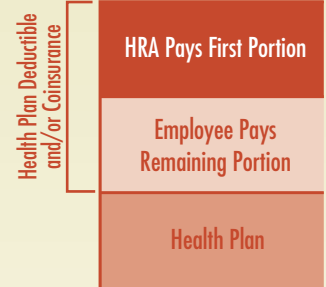 Health Plan Deductible
and/or Coinsurance
HRA Pays First Portion
Employee Pays
Remaining Portion
Health Plan